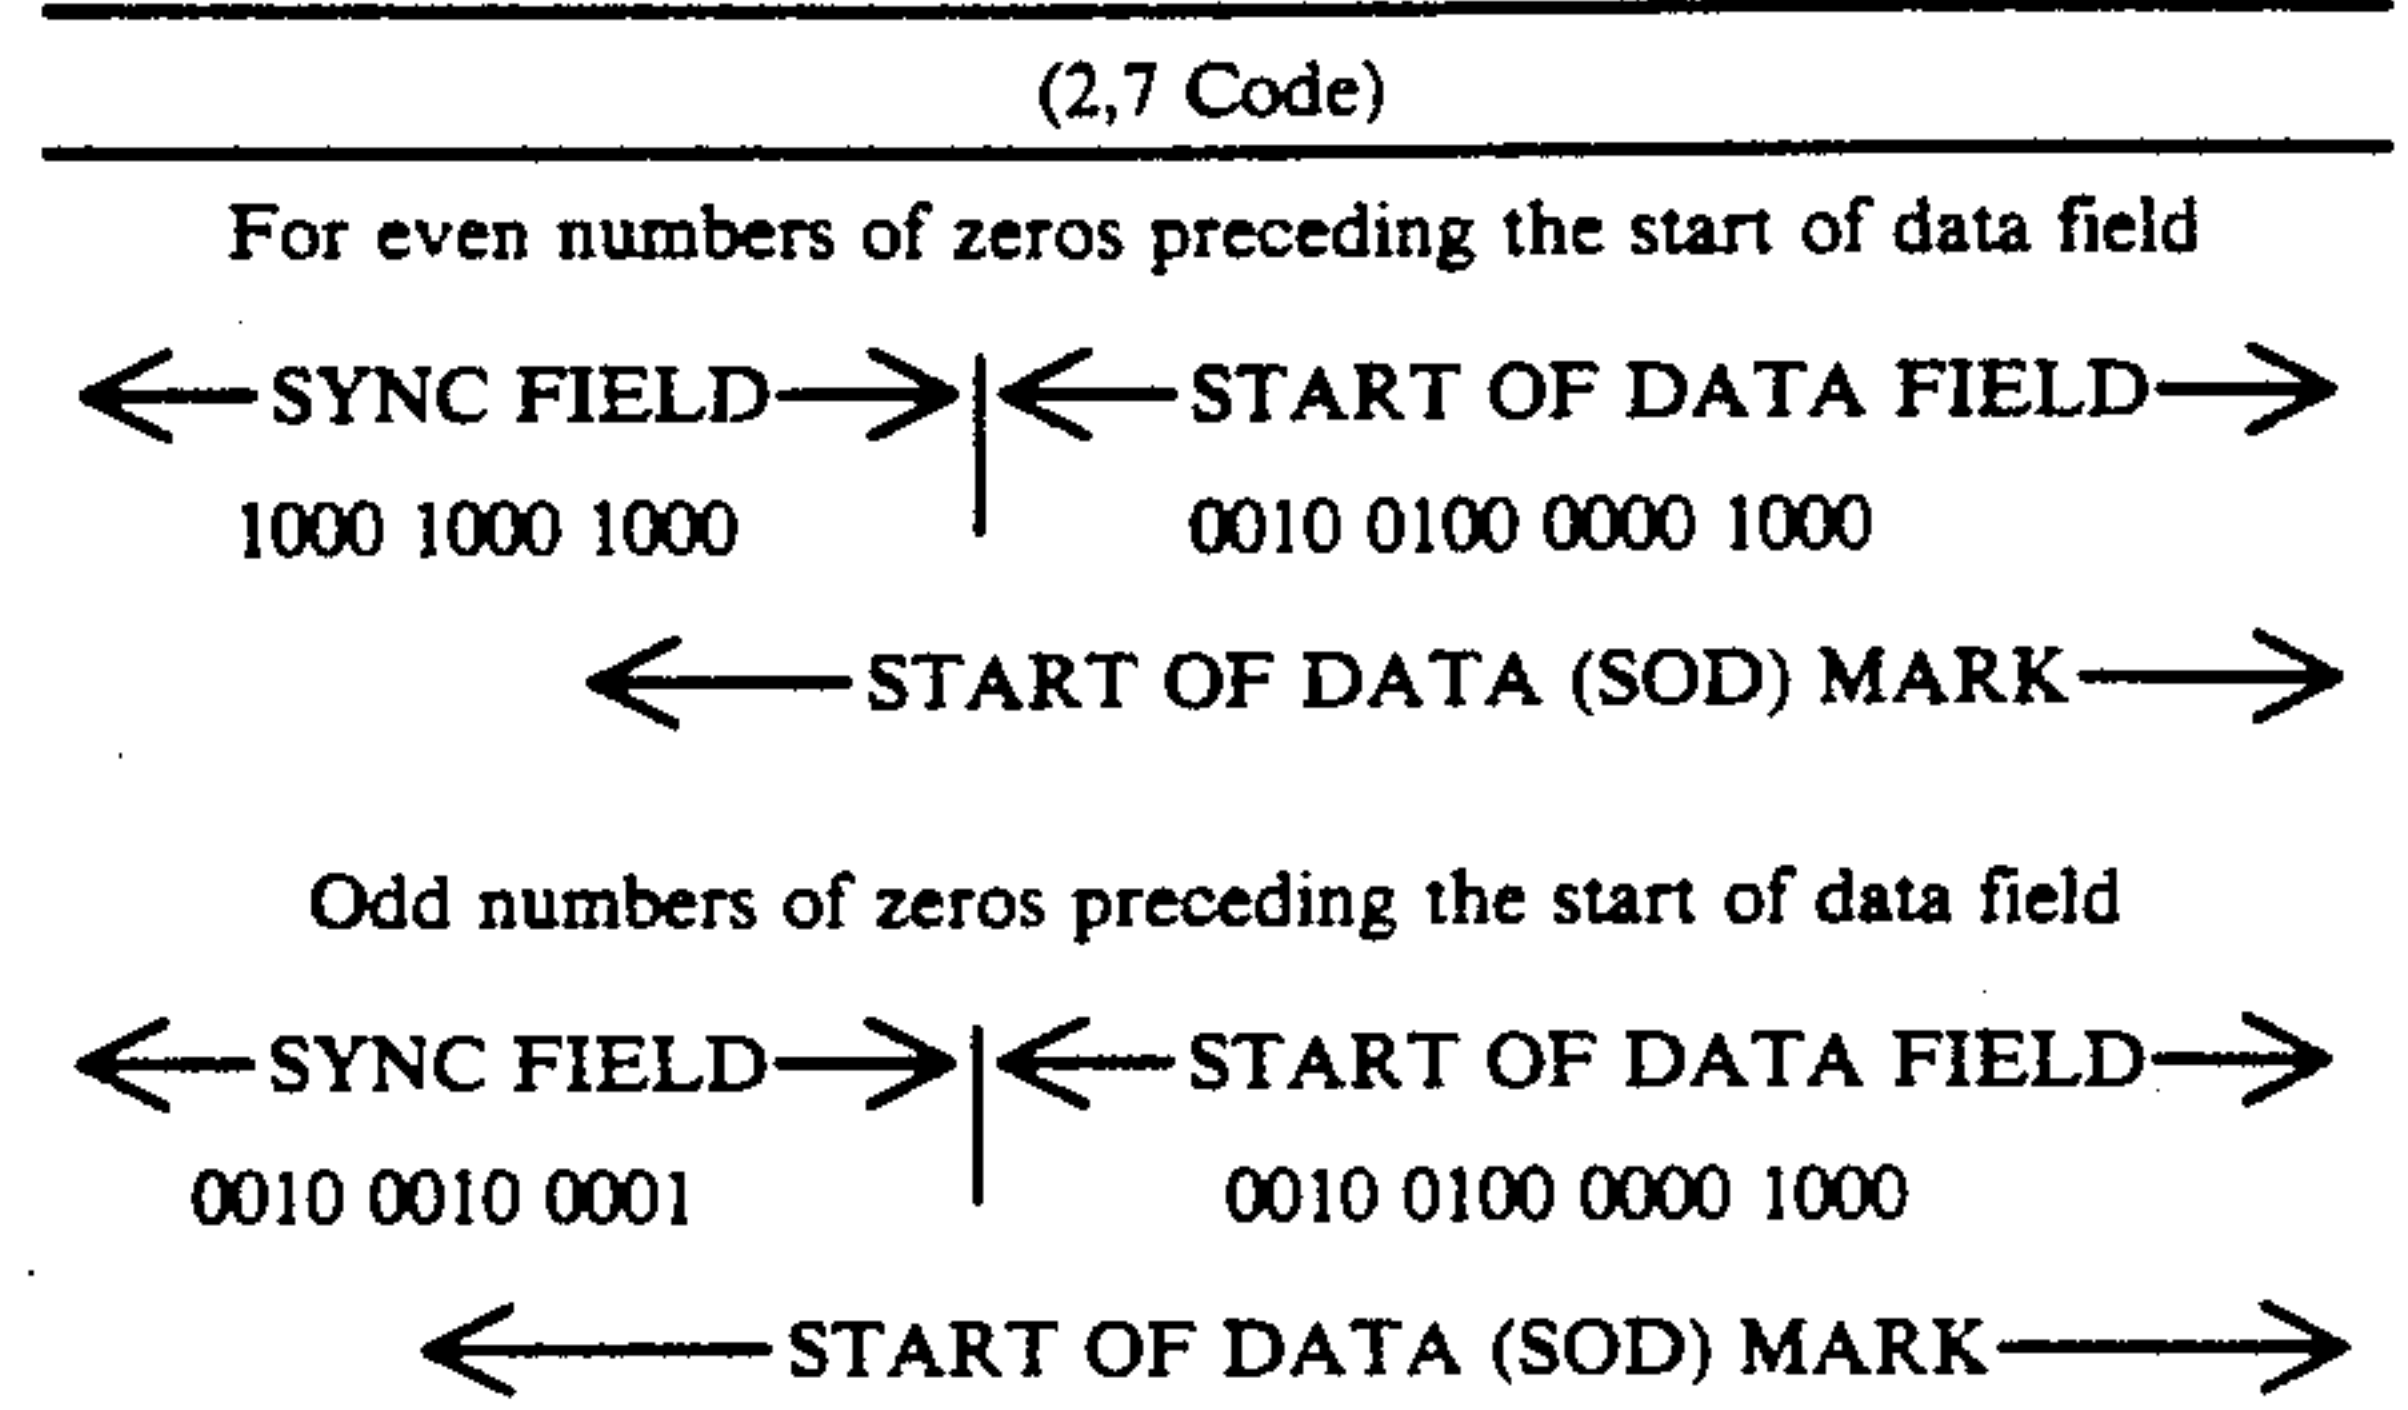 (2,7 Code)
For even numbers of zeros preceding the start of data field
SYNC FIELD START OF DATA FIELD
1000 1000 1000 0010 0100 0000 1000
START OF DATA (SOD) MARK
Odd numbers of zeros preceding the start of data field
SYNC FIELD START OF DATA FIELD
0010 0010 0001 0010 0100 0000 1000
START OF DATA (SOD) MARK